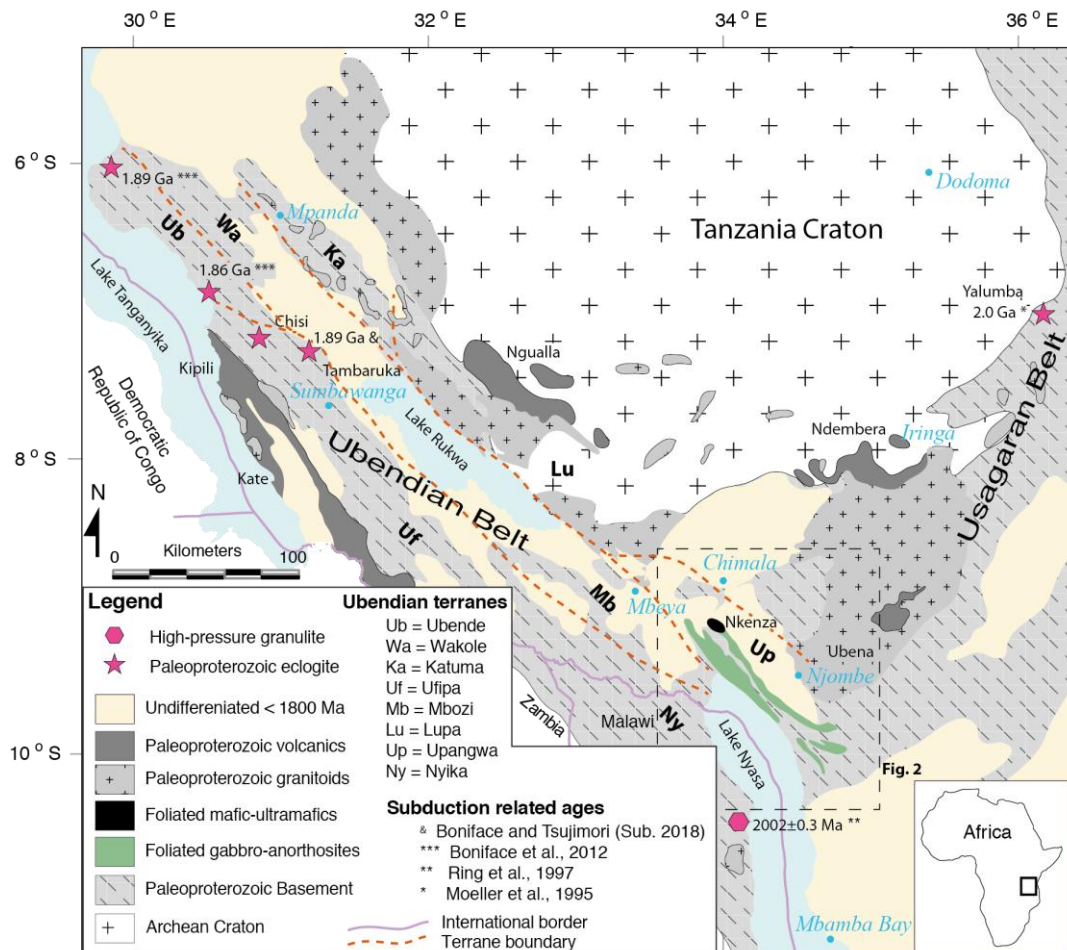 30 o E
32 o E
34 o E
36 o E
6 o S
8 o S
10 o S
1.89 Ga ***
Ub
Wa
Mpanda
Ka
1.86 Ga ***
Lake Tanganyika
Chisi
1.89 Ga &
Tambaruka
Kipili
Sumbawanga
Democratic
Republic of Congo
Kate
Lake Rukwa
Ubendian Belt
Uf
Ngualla
Lu
Tanzania Craton
Dodoma
Yalumba
2.0 Ga *
Usagaran Belt
Ndembera
Iringa
Chimala
Mbeya
Mb
Nkenza
Up
Ubena
Njombe
Zambia
Malawi
Ny
Lake Nyasa
Fig. 2
2002±0.3 Ma **
Mbamba Bay
Africa
N
0
100
Kilometers
Legend
High-pressure granulite
Paleoproterozoic eclogite
Undiffereniated < 1800 Ma
Paleoproterozoic volcanics
Paleoproterozoic granitoids
Foliated mafic-ultramafics
Foliated gabbro-anorthosites
Paleoproterozoic Basement
Archean Craton
Ubendian terranes
Ub = Ubende
Wa = Wakole
Ka = Katuma
Uf = Ufipa
Mb = Mbozi
Lu = Lupa
Up = Upangwa
Ny = Nyika
Subduction related ages
& Boniface and Tsujimori (Sub. 2018)
*** Boniface et al., 2012
** Ring et al., 1997
* Moeller et al., 1995
International border
Terrane boundary